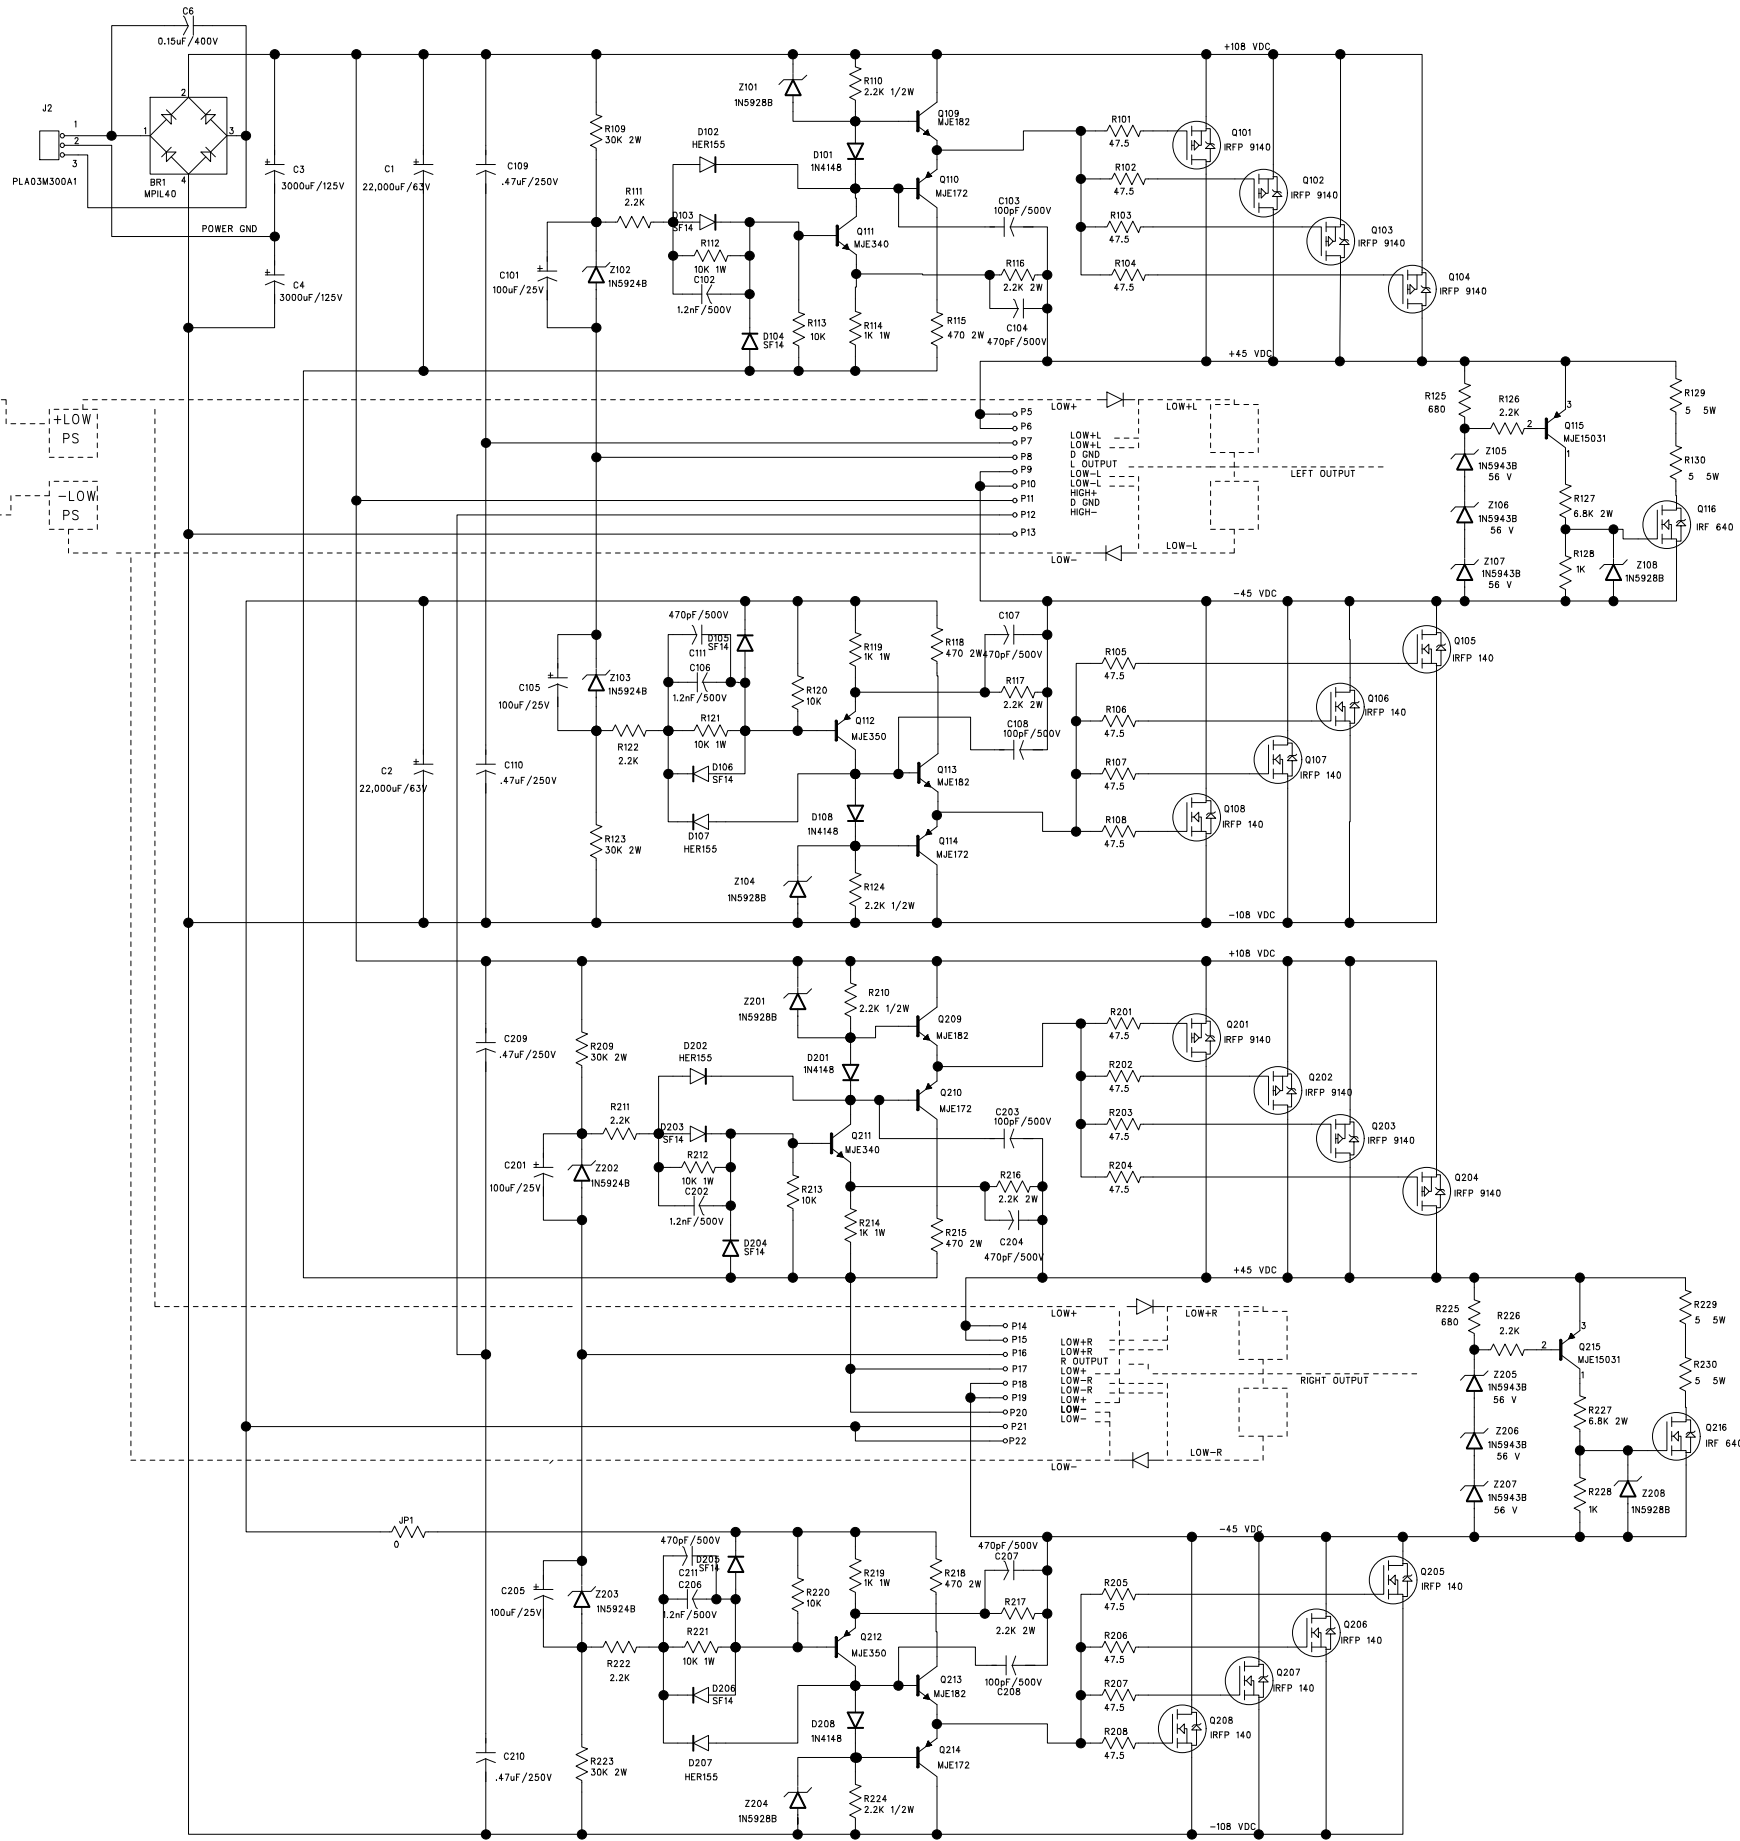 C6
0.15uF/400V
J2
1
2
3
PLA03M300A1
2
1
3
4
BR1
MPIL40
POWER GND
C3
3000uF/125V
C4
3000uF/125V
C1
22,000uF/63V
C109
.47uF/250V
R109
30K 2W
R111
2.2K
C101
100uF/25V
Z102
1N5924B
D102
HER155
D103
SF14
R112
10K 1W
C102
1.2nF/500V
D104
SF14
R113
10K
Z101
1N5928B
R110
2.2K 1/2W
D101
1N4148
Q109
MJE182
Q110
MJE172
Q111
MJE340
R114
1K 1W
R115
470 2W
C103
100pF/500V
R116
2.2K 2W
C104
470pF/500V
+108 VDC
R101
47.5
R102
47.5
R103
47.5
R104
47.5
Q101
IRFP 9140
Q102
IRFP 9140
Q103
IRFP 9140
Q104
IRFP 9140
+45 VDC
+LOW
PS
-LOW
PS
LOW+
LOW+L
P5
P6
P7
P8
P9
P10
P11
P12
P13
LOW+L
LOW+L
D GND
L OUTPUT
LOW-L
LOW-L
HIGH+
D GND
HIGH-
LEFT OUTPUT
LOW-
LOW-L
R125
680
R126
2.2K
2
3
1
Q115
MJE15031
R129
5 5W
R130
5 5W
Z105
1N5943B
56 V
Z106
1N5943B
56 V
Z107
1N5943B
56 V
R127
6.8K 2W
R128
1K
Z108
1N5928B
Q116
IRF 640
-45 VDC
C2
22,000uF/63V
C110
.47uF/250V
C105
100uF/25V
Z103
1N5924B
R122
2.2K
R123
30K 2W
470pF/500V
C111
D105
SF14
C106
1.2nF/500V
R121
10K 1W
D106
SF14
D107
HER155
R120
10K
R119
1K 1W
R118
470 2W
Q112
MJE350
Q113
MJE182
D108
1N4148
Q114
MJE172
Z104
1N5928B
R124
2.2K 1/2W
C107
470pF/500V
R117
2.2K 2W
C108
100pF/500V
R105
47.5
R106
47.5
R107
47.5
R108
47.5
Q105
IRFP 140
Q106
IRFP 140
Q107
IRFP 140
Q108
IRFP 140
-108 VDC
+108 VDC
C209
.47uF/250V
R209
30K 2W
R211
2.2K
C201
100uF/25V
Z202
1N5924B
D202
HER155
D203
SF14
R212
10K 1W
C202
1.2nF/500V
D204
SF14
R213
10K
Z201
1N5928B
R210
2.2K 1/2W
D201
1N4148
Q209
MJE182
Q210
MJE172
Q211
MJE340
R214
1K 1W
R215
470 2W
C203
100pF/500V
R216
2.2K 2W
C204
470pF/500V
R201
47.5
R202
47.5
R203
47.5
R204
47.5
Q201
IRFP 9140
Q202
IRFP 9140
Q203
IRFP 9140
Q204
IRFP 9140
+45 VDC
LOW+
LOW+R
P14
P15
P16
P17
P18
P19
P20
P21
P22
LOW+R
LOW+R
R OUTPUT
LOW+
LOW-R
LOW-R
LOW+
LOW-
LOW-
RIGHT OUTPUT
LOW-
LOW-R
R225
680
R226
2.2K
2
3
1
Q215
MJE15031
R229
5 5W
R230
5 5W
Z205
1N5943B
56 V
Z206
1N5943B
56 V
Z207
1N5943B
56 V
R227
6.8K 2W
R228
1K
Z208
1N5928B
Q216
IRF 640
-45 VDC
JP1
0
C205
100uF/25V
Z203
1N5924B
R222
2.2K
C210
.47uF/250V
R223
30K 2W
470pF/500V
C211
D205
SF14
C206
1.2nF/500V
R221
10K 1W
D206
SF14
D207
HER155
R220
10K
R219
1K 1W
R218
470 2W
Q212
MJE350
Q213
MJE182
D208
1N4148
Q214
MJE172
Z204
1N5928B
R224
2.2K 1/2W
470pF/500V
C207
R217
2.2K 2W
100pF/500V
C208
R205
47.5
R206
47.5
R207
47.5
R208
47.5
Q205
IRFP 140
Q206
IRFP 140
Q207
IRFP 140
Q208
IRFP 140
-108 VDC